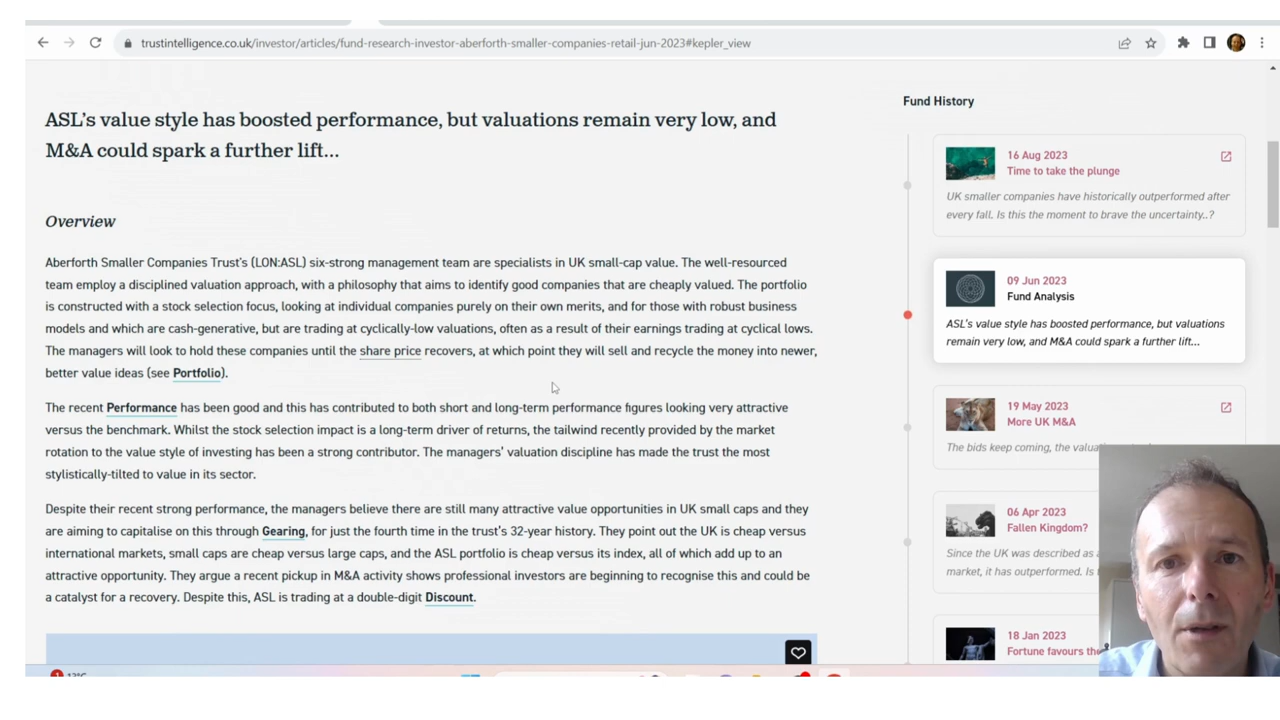 trustintelligence.co.uk/investor/articles/fund-research-investor-aberforth-smaller-companies-retail-jun-2023#kepler_view
ASL's value style has boosted performance, but valuations remain very low, and
M&A could spark a further lift...
Overview
Aberforth Smaller Companies Trust's (LON:ASL) six-strong management team are specialists in UK small-cap value. The well-resourced
team employ a disciplined valuation approach, with a philosophy that aims to identify good companies that are cheaply valued. The portfolio
is constructed with a stock selection focus, looking at individual companies purely on their own merits, and for those with robust business
models and which are cash-generative, but are trading at cyclically-low valuations, often as a result of their earnings trading at cyclical lows.
The managers will look to hold these companies until the share price recovers, at which point they will sell and recycle the money into newer,
better value ideas (see Portfolio).
The recent Performance has been good and this has contributed to both short and long-term performance figures looking very attractive
versus the benchmark. Whilst the stock selection impact is a long-term driver of returns, the tailwind recently provided by the market
rotation to the value style of investing has been a strong contributor. The managers' valuation discipline has made the trust the most
stylistically-tilted to value in its sector.
Despite their recent strong performance, the managers believe there are still many attractive value opportunities in UK small caps and they
are aiming to capitalise on this through Gearing, for just the fourth time in the trust's 32-year history. They point out the UK is cheap versus
international markets, small caps are cheap versus large caps, and the ASL portfolio is cheap versus its index, all of which add up to an
attractive opportunity. They argue a recent pickup in M&A activity shows professional investors are beginning to recognise this and could be
a catalyst for a recovery. Despite this, ASL is trading at a double-digit Discount.
Fund History
16 Aug 2023
Time to take the plunge
UK smaller companies have historically outperformed after
every fall. Is this the moment to brave the uncertainty..?
09 Jun 2023
Fund Analysis
ASL's value style has boosted performance, but valuations
remain very low, and M&A could spark a further lift...
19 May 2023
More UK M&A
The bids keep coming, the
06 Apr 2023
Fallen Kingdom?
Since the UK was described as
market, it has outperformed. Is
18 Jan 2023
Fortune favours